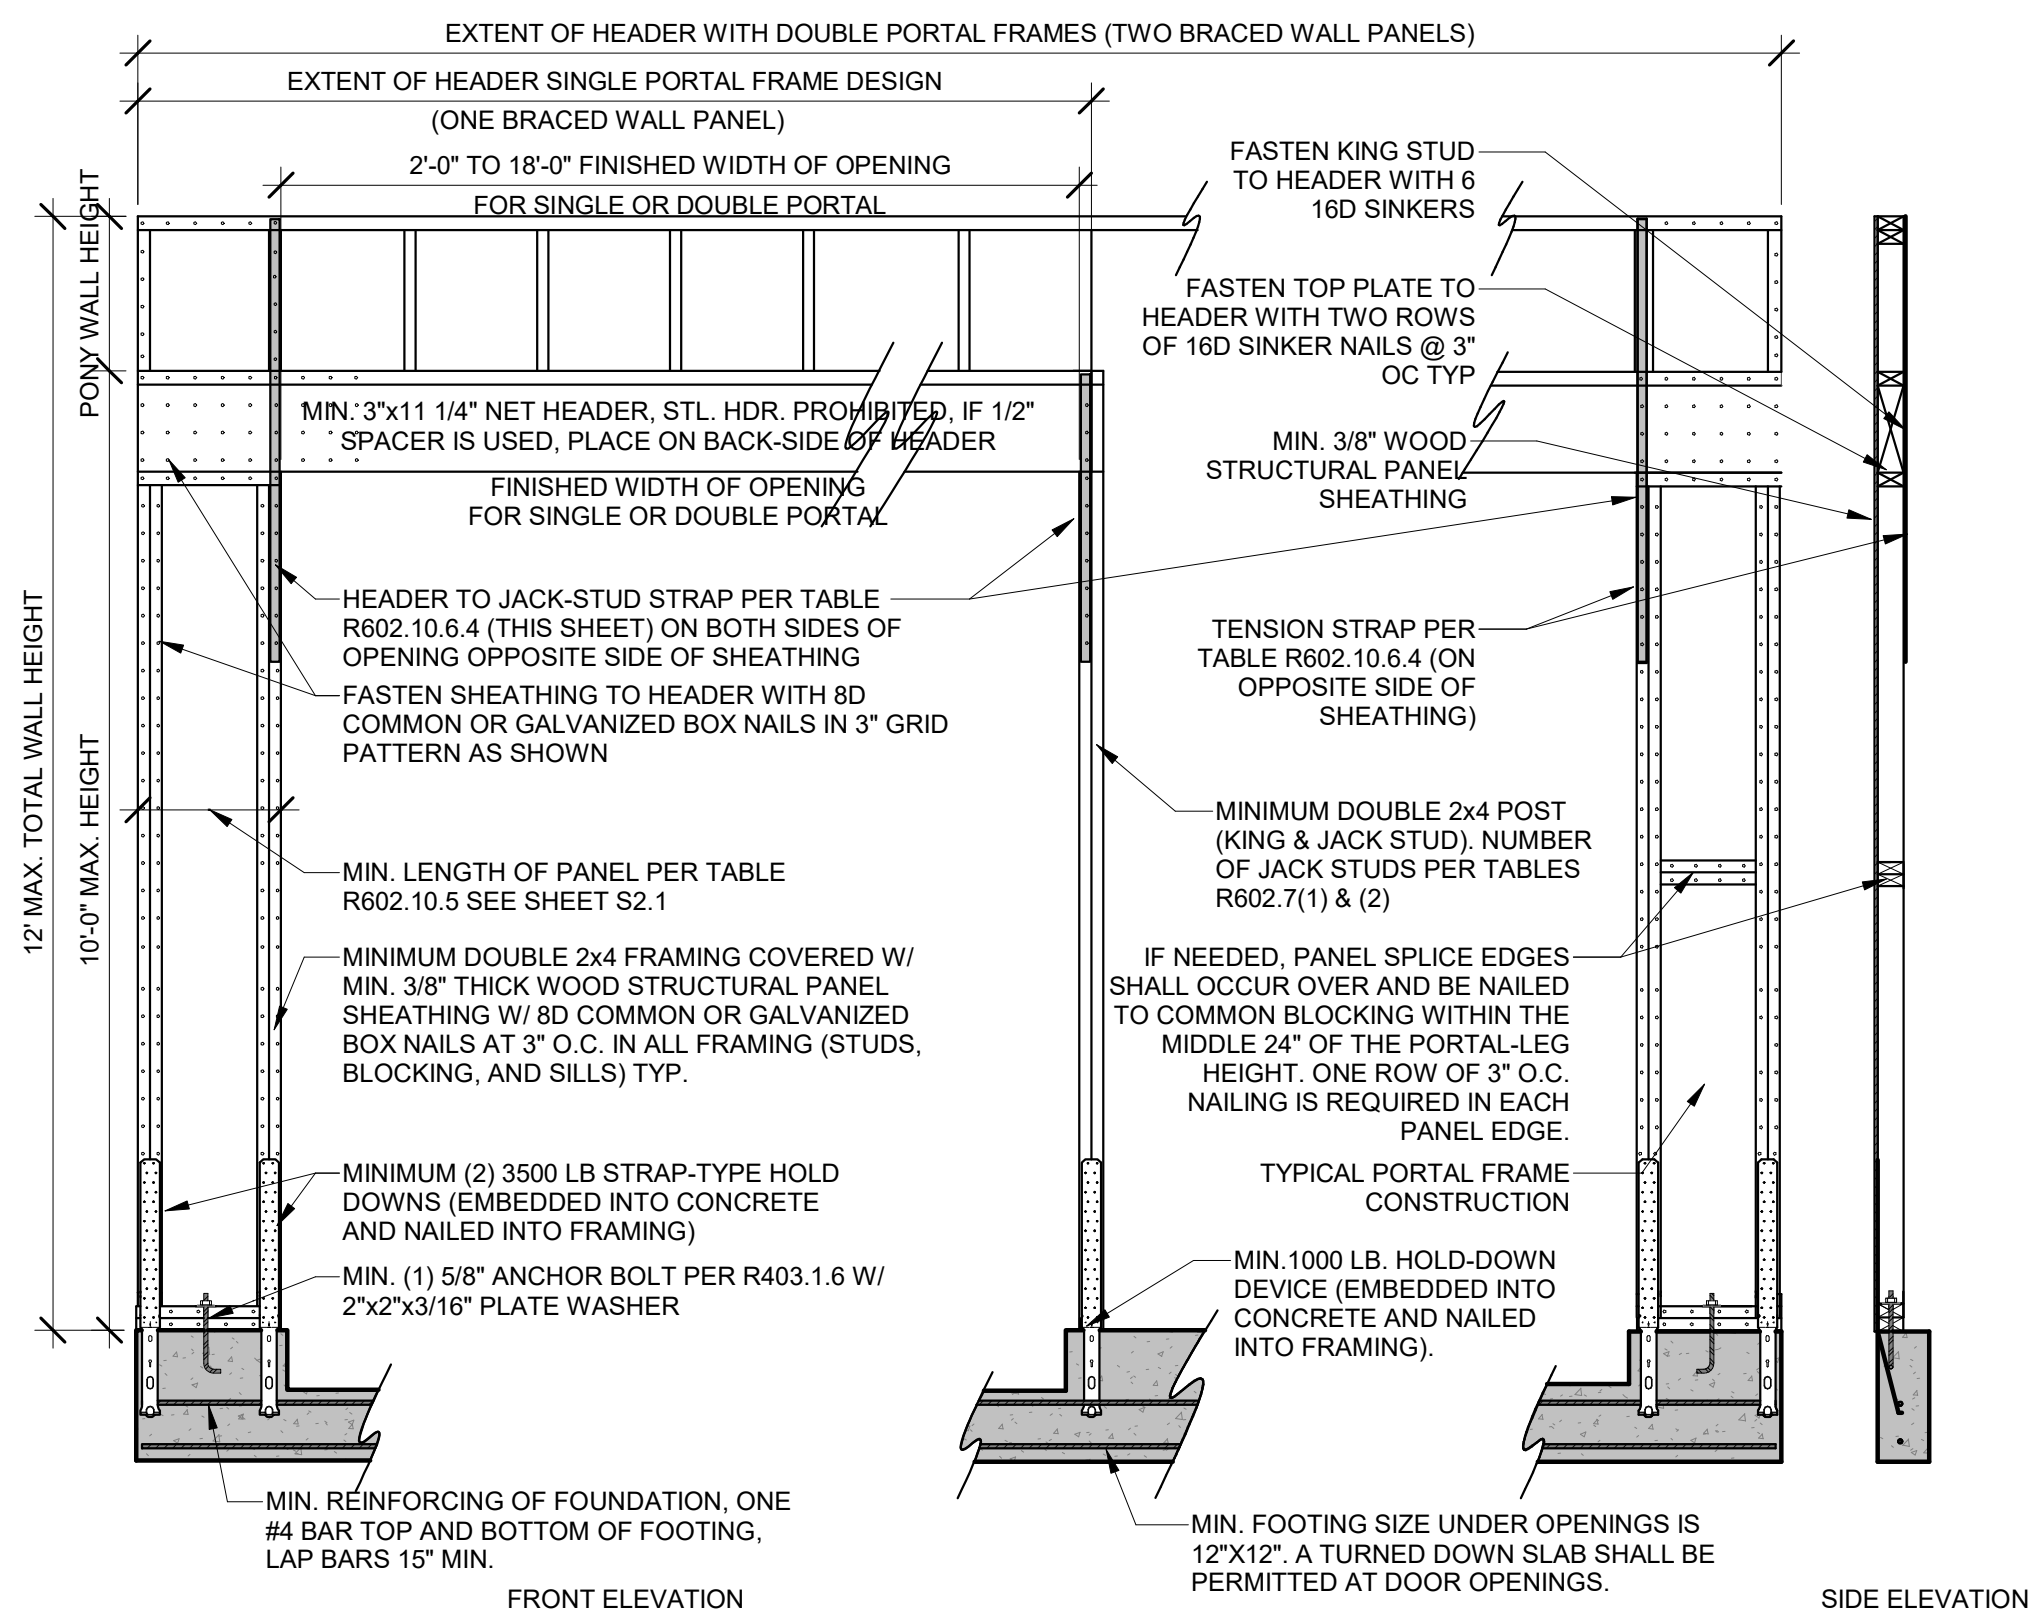 EXTENT OF HEADER WITH DOUBLE PORTAL FRAMES (TWO BRACED WALL PANELS)
EXTENT OF HEADER SINGLE PORTAL FRAME DESIGN
(ONE BRACED WALL PANEL)
2'-0" TO 18'-0" FINISHED WIDTH OF OPENING
FOR SINGLE OR DOUBLE PORTAL
FASTEN KING STUD
TO HEADER WITH 6
16D SINKERS
PONY WALL HEIGHT
FASTEN TOP PLATE TO
HEADER WITH TWO ROWS
OF 16D SINKER NAILS @ 3"
OC TYP
MIN. 3"x11 1/4" NET HEADER, STL. HDR. PROHIBITED, IF 1/2"
SPACER IS USED, PLACE ON BACK-SIDE OF HEADER
MIN. 3/8" WOOD
STRUCTURAL PANEL
SHEATHING
FINISHED WIDTH OF OPENING
FOR SINGLE OR DOUBLE PORTAL
12' MAX. TOTAL WALL HEIGHT
10'-0" MAX. HEIGHT
HEADER TO JACK-STUD STRAP PER TABLE
R602.10.6.4 (THIS SHEET) ON BOTH SIDES OF
OPENING OPPOSITE SIDE OF SHEATHING
TENSION STRAP PER
TABLE R602.10.6.4 (ON
OPPOSITE SIDE OF
SHEATHING)
FASTEN SHEATHING TO HEADER WITH 8D
COMMON OR GALVANIZED BOX NAILS IN 3" GRID
PATTERN AS SHOWN
MINIMUM DOUBLE 2x4 POST
(KING & JACK STUD). NUMBER
OF JACK STUDS PER TABLES
R602.7(1) & (2)
MIN. LENGTH OF PANEL PER TABLE
R602.10.5 SEE SHEET S2.1
MINIMUM DOUBLE 2x4 FRAMING COVERED W/
MIN. 3/8" THICK WOOD STRUCTURAL PANEL
SHEATHING W/ 8D COMMON OR GALVANIZED
BOX NAILS AT 3" O.C. IN ALL FRAMING (STUDS,
BLOCKING, AND SILLS) TYP.
IF NEEDED, PANEL SPLICE EDGES
SHALL OCCUR OVER AND BE NAILED
TO COMMON BLOCKING WITHIN THE
MIDDLE 24" OF THE PORTAL-LEG
HEIGHT. ONE ROW OF 3" O.C.
NAILING IS REQUIRED IN EACH
PANEL EDGE.
MINIMUM (2) 3500 LB STRAP-TYPE HOLD
DOWNS (EMBEDDED INTO CONCRETE
AND NAILED INTO FRAMING)
TYPICAL PORTAL FRAME
CONSTRUCTION
MIN. (1) 5/8" ANCHOR BOLT PER R403.1.6 W/
2"x2"x3/16" PLATE WASHER
MIN.1000 LB. HOLD-DOWN
DEVICE (EMBEDDED INTO
CONCRETE AND NAILED
INTO FRAMING).
MIN. REINFORCING OF FOUNDATION, ONE
#4 BAR TOP AND BOTTOM OF FOOTING,
LAP BARS 15" MIN.
MIN. FOOTING SIZE UNDER OPENINGS IS
12"X12". A TURNED DOWN SLAB SHALL BE
PERMITTED AT DOOR OPENINGS.
FRONT ELEVATION
SIDE ELEVATION